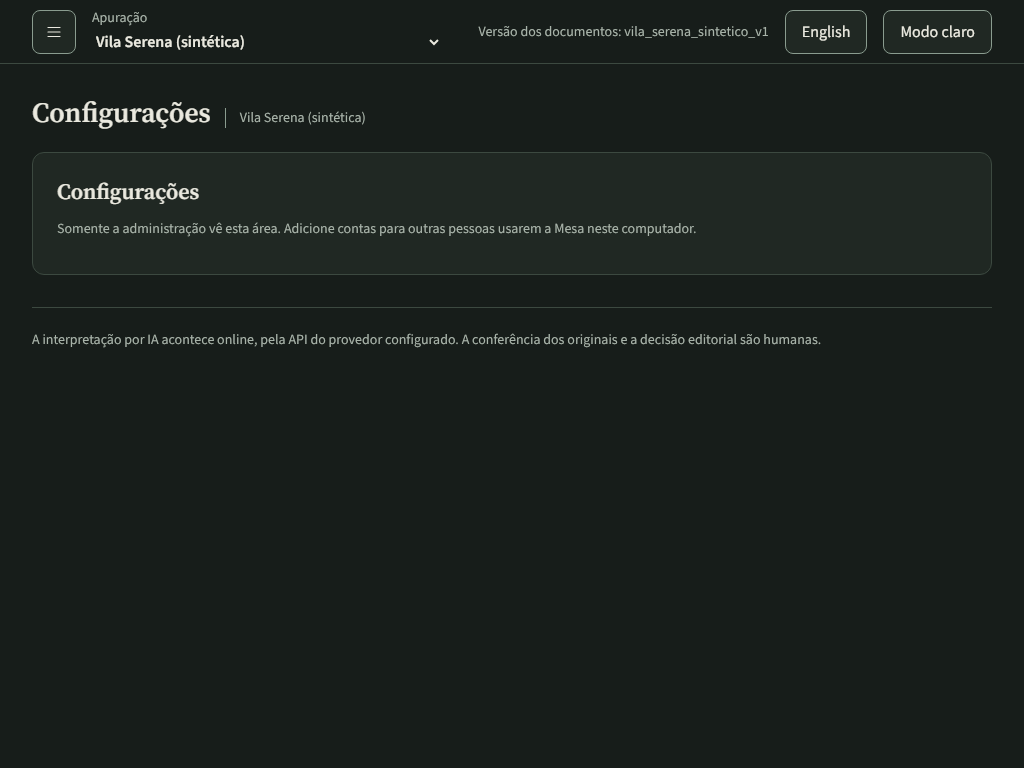 Apuração
Vila Serena (sintética)
Versão dos documentos: vila_serena_sintetico_v1
English
Modo claro
Configurações
Vila Serena (sintética)
Configurações
Somente a administração vê esta área. Adicione contas para outras pessoas usarem a Mesa neste computador.
A interpretação por IA acontece online, pela API do provedor configurado. A conferência dos originais e a decisão editorial são humanas.